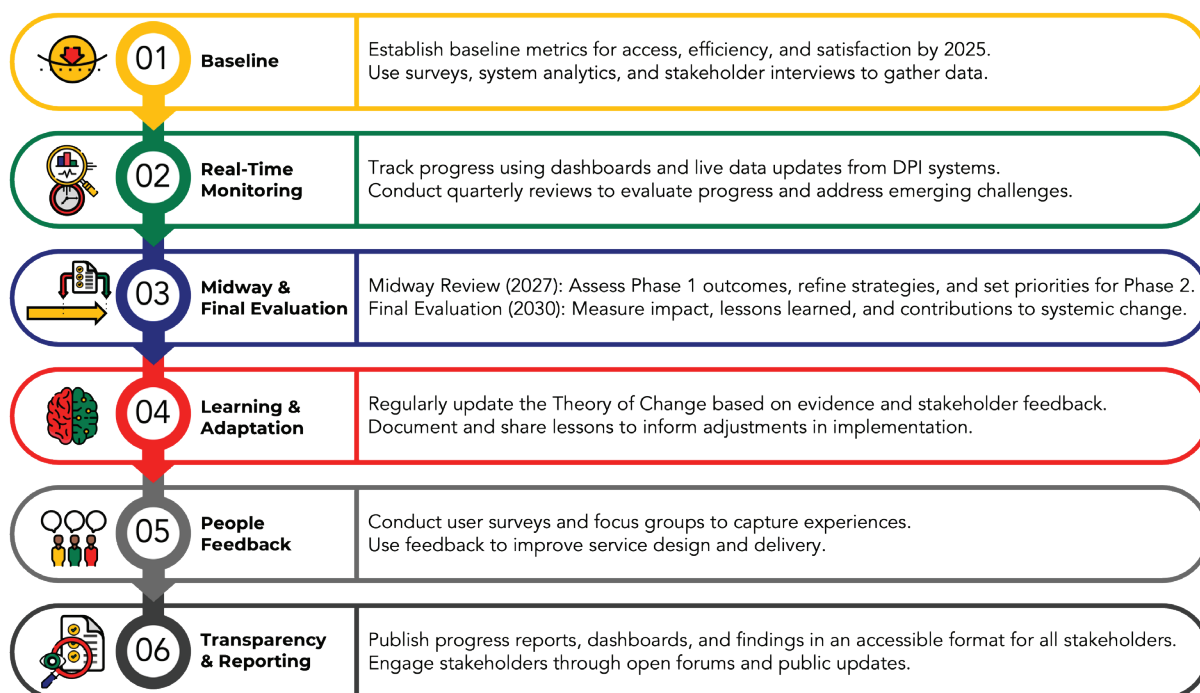 01
Baseline
Establish baseline metrics for access, efficiency, and satisfaction by 2025.
Use surveys, system analytics, and stakeholder interviews to gather data.
02
Real-Time
Monitoring
Track progress using dashboards and live data updates from DPI systems.
Conduct quarterly reviews to evaluate progress and address emerging challenges.
03
Midway &
Final Evaluation
Midway Review (2027): Assess Phase 1 outcomes, refine strategies, and set priorities for Phase 2.
Final Evaluation (2030): Measure impact, lessons learned, and contributions to systemic change.
04
Learning &
Adaptation
Regularly update the Theory of Change based on evidence and stakeholder feedback.
Document and share lessons to inform adjustments in implementation.
05
People
Feedback
Conduct user surveys and focus groups to capture experiences.
Use feedback to improve service design and delivery.
06
Transparency
& Reporting
Publish progress reports, dashboards, and findings in an accessible format for all stakeholders.
Engage stakeholders through open forums and public updates.